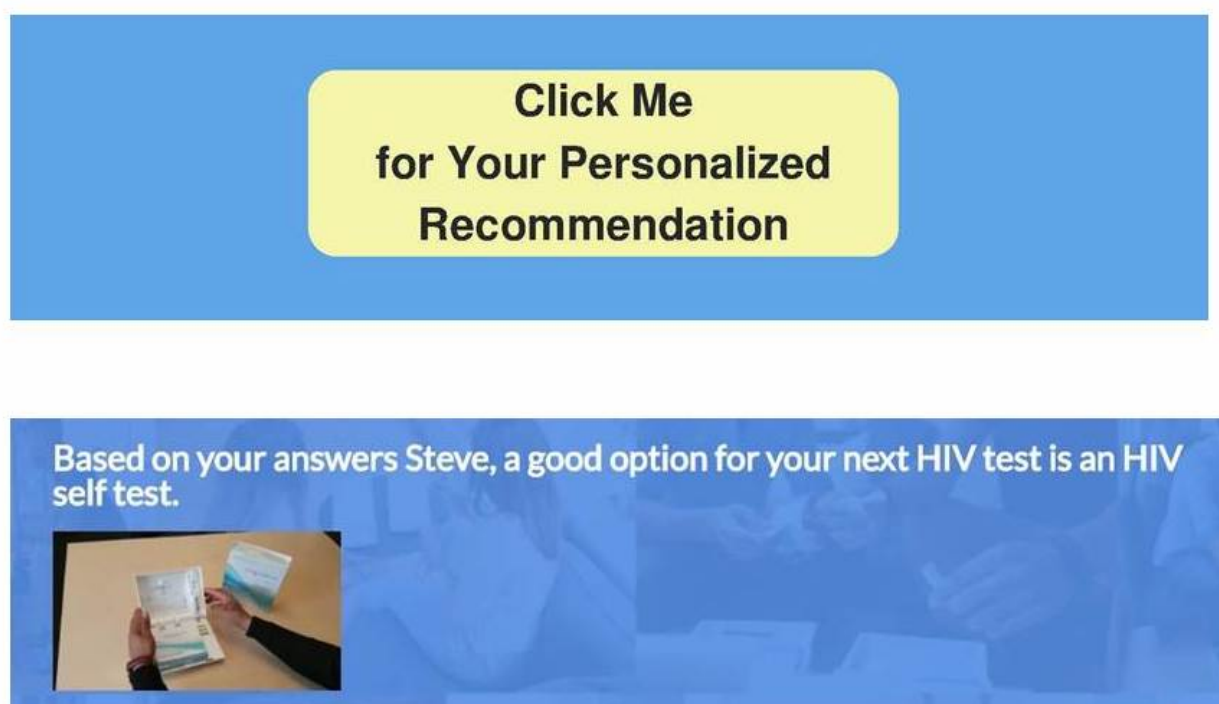 Click Me
for Your Personalized
Recommendation
Based on your answers Steve, a good option for your next HIV test is an HIV
self test.